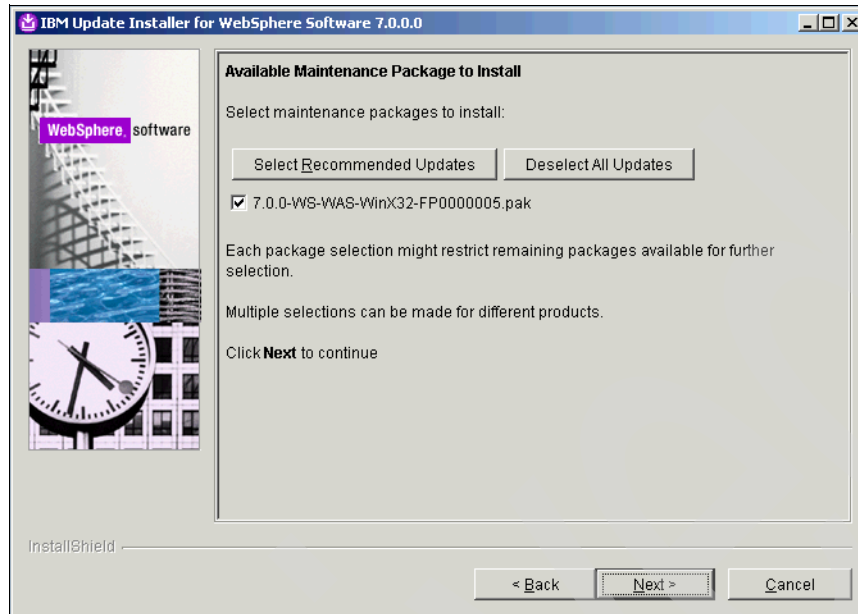 IBM Update Installer for WebSphere Software 7.0.0.0
WebSphere. software
Available Maintenance Package to Install
Select maintenance packages to install:
Select Recommended Updates
Deselect All Updates
7.0.0-WS-WAS-WinX32-FP0000005.pak
Each package selection might restrict remaining packages available for further
selection.
Multiple selections can be made for different products.
Click Next to continue
InstallShield
< Back
Next >
Cancel